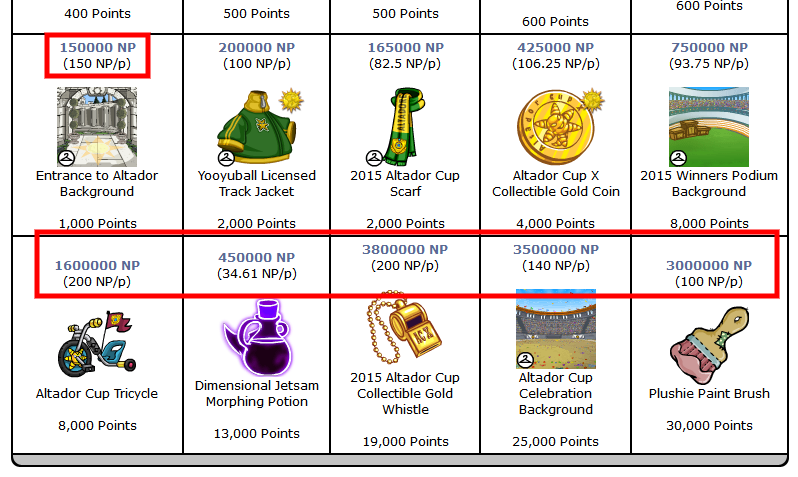 400 Points
500 Points
500 Points
600 Points
600 Points
150000 NP
(150 NP/p)
Entrance to Altador
Background
1,000 Points
200000 NP
(100 NP/p)
Yooyuball Licensed
Track Jacket
2,000 Points
165000 NP
(82.5 NP/p)
ALTADOR
2015 Altador Cup
Scarf
2,000 Points
425000 NP
(106.25 NP/p)
Altador Cup X
Altador Cup X
Collectible Gold Coin
4,000 Points
750000 NP
(93.75 NP/p)
2015 Winners Podium
Background
8,000 Points
1600000 NP
(200 NP/p)
Altador Cup Tricycle
8,000 Points
450000 NP
(34.61 NP/p)
Dimensional Jetsam
Morphing Potion
13,000 Points
3800000 NP
(200 NP/p)
ACX
2015 Altador Cup
Collectible Gold
Whistle
19,000 Points
3500000 NP
(140 NP/p)
Altador Cup
Celebration
Background
25,000 Points
3000000 NP
(100 NP/p)
Plushie Paint Brush
30,000 Points